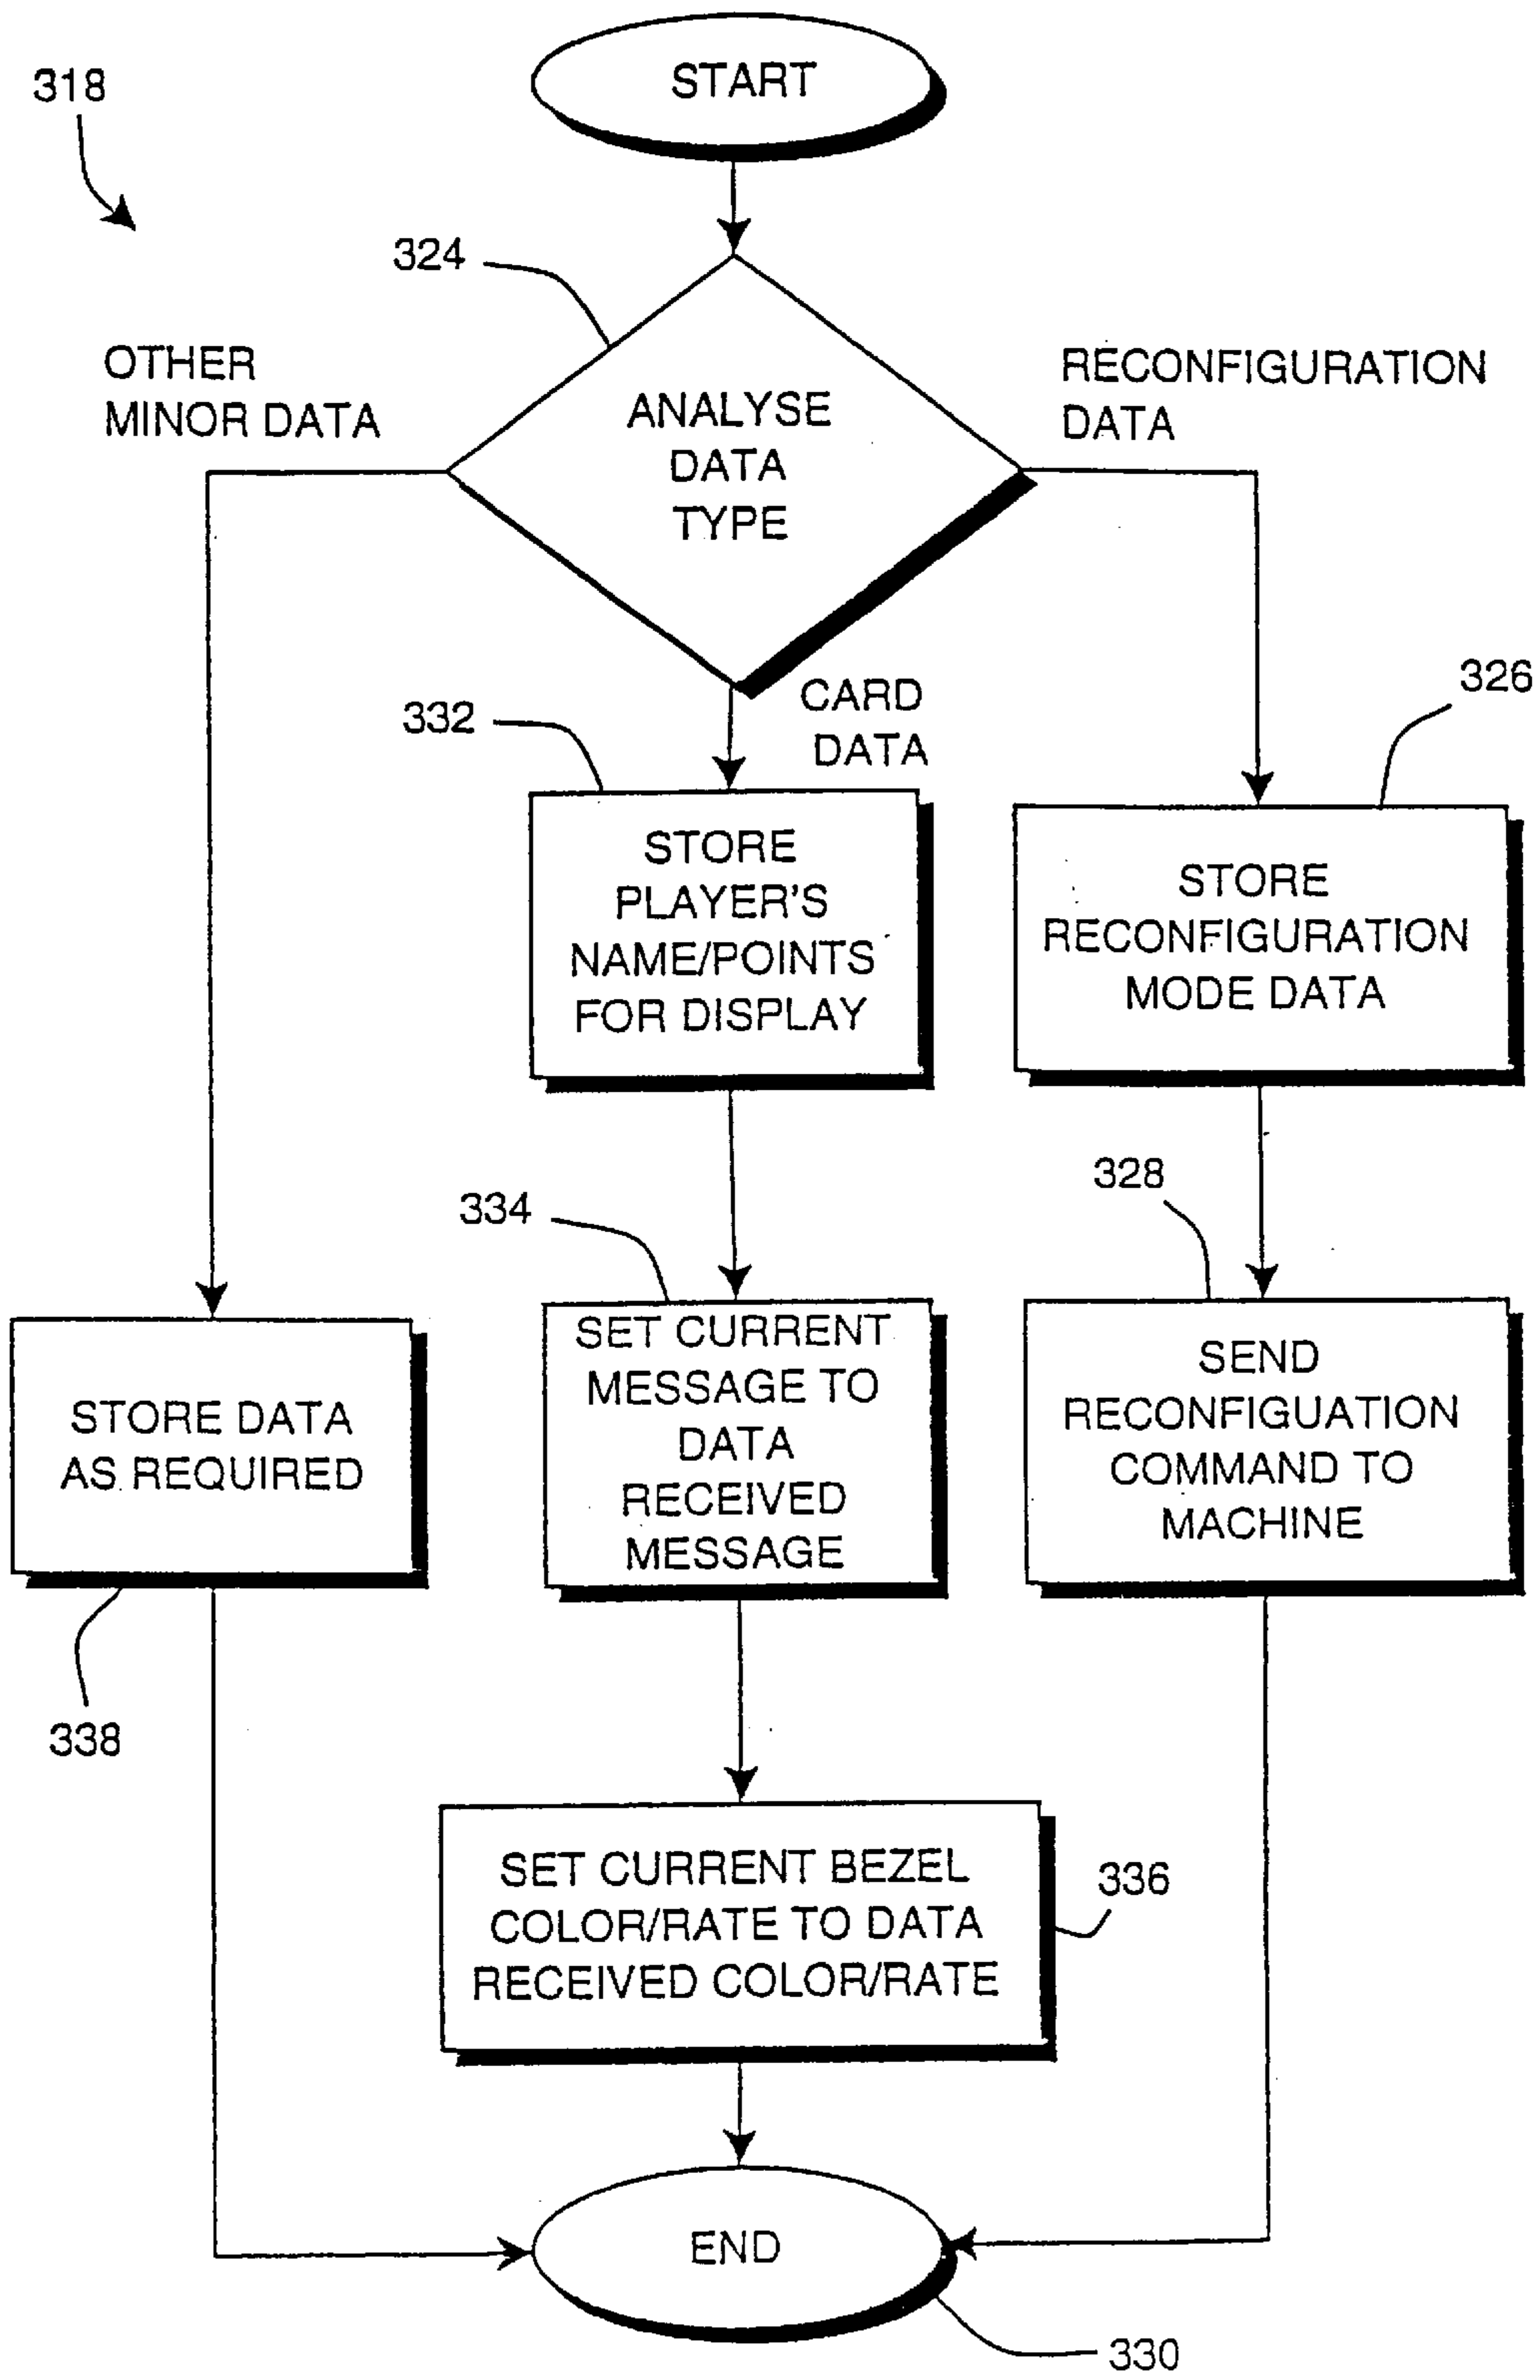 START
318
324
OTHER
MINOR DATA
RECONFIGURATION
DATA
ANALYSE
DATA
TYPE
CARD
DATA
326
332
STORE
PLAYER'S
NAME/POINTS
FOR DISPLAY
STORE
RECONFIGURATION
MODE DATA
328
334
SET CURRENT
MESSAGE TO
DATA
RECEIVED
MESSAGE
SEND
RECONFIGUATION
COMMAND TO
MACHINE
STORE DATA
AS REQUIRED
338
SET CURRENT BEZEL
COLOR/RATE TO DATA
RECEIVED COLOR/RATE
336
END
330